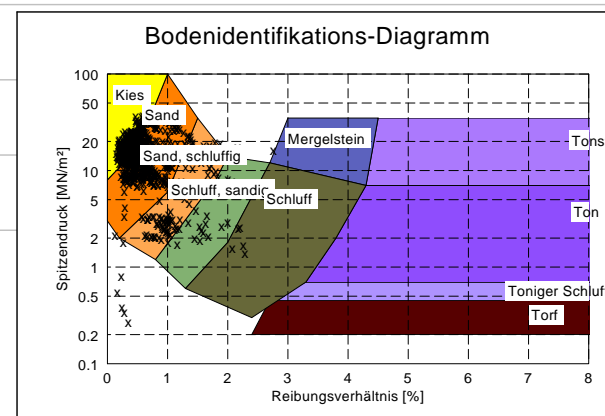 Bodenidentifikations-Diagramm
Spitzendruck [MN/m²]
100
50
20
10
5
2
1
0.5
0.2
0.1
Kies
Sand
Sand, schluffig
Schluff, sandig
Schluff
Mergelstein
Tons
Ton
Toniger Schluf
Torf
0 1 2 3 4 5 6 7 8
Reibungsverhältnis [%]